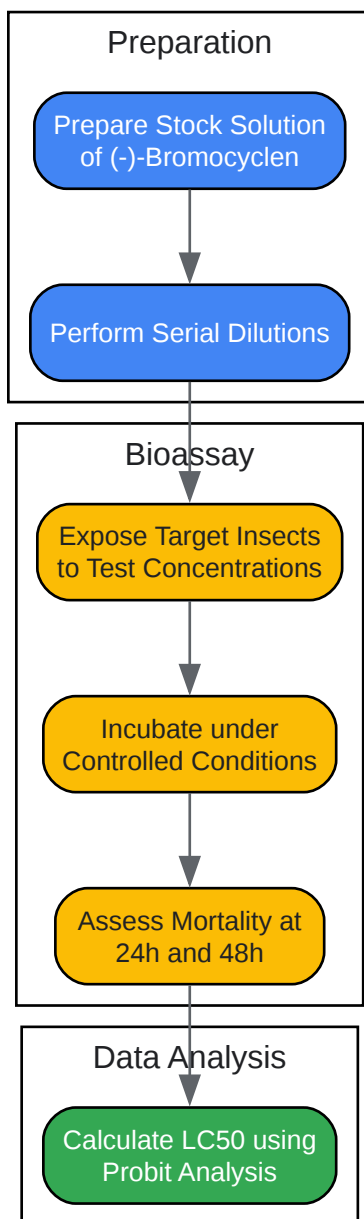 Preparation
Prepare Stock Solution
of (-)-Bromocyclen
Perform Serial Dilutions
Bioassay
Expose Target Insects
to Test Concentrations
Incubate under
Controlled Conditions
Assess Mortality at
24h and 48h
Data Analysis
Calculate LC50 using
Probit Analysis